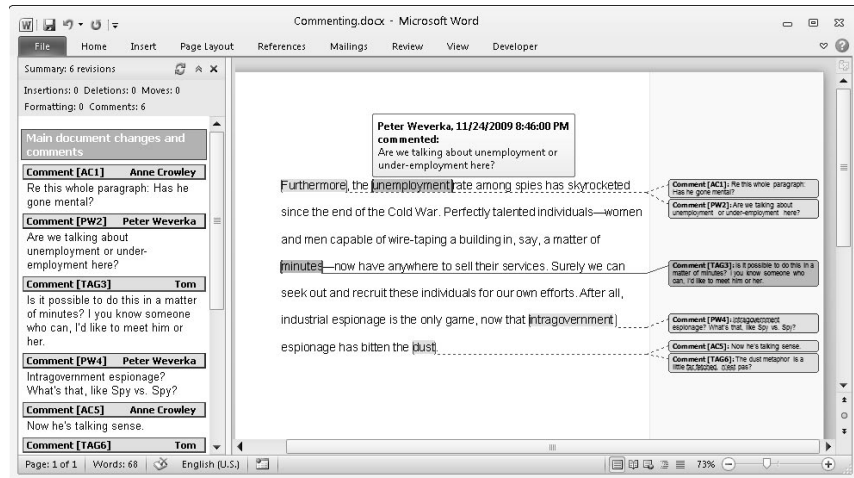 Commenting.docx - Microsoft Word
File Home Insert Page Layout References Mailings Review View Developer
Summary: 6 revisions
Insertions: 0 Deletions: 0 Moves: 0
Formatting: 0 Comments: 6
Main document changes and
comments
Comment [AC1] Anne Crowley
Re this whole paragraph: Has he
gone mental?
Comment [PW2] Peter Weverka
Are we talking about
unemployment or under-
employment here?
Comment [TAG3] Tom
Is it possible to do this in a matter
of minutes? I you know someone
who can, I'd like to meet him or
her.
Comment [PW4] Peter Weverka
Intragovernment espionage?
What's that, like Spy vs. Spy?
Comment [AC5] Anne Crowley
Now he's talking sense.
Comment [TAG6] Tom
Peter Weverka, 11/24/2009 8:46:00 PM
commented:
Are we talking about unemployment or
under-employment here?
Furthermore, the unemployment rate among spies has skyrocketed
since the end of the Cold War. Perfectly talented individuals—women
and men capable of wire-taping a building in, say, a matter of
minutes—now have anywhere to sell their services. Surely we can
seek out and recruit these individuals for our own efforts. After all,
industrial espionage is the only game, now that intragovernment
espionage has bitten the dust.
Comment [AC1]: Re this whole paragraph:
Has he gone mental?
Comment [PW2]: Are we talking about
unemployment or under-employment here?
Comment [TAG3]: Is it possible to do this in a
matter of minutes? I you know someone who
can, I'd like to meet him or her.
Comment [PW4]: Intragovernment
espionage? What's that, like Spy vs. Spy?
Comment [AC5]: Now he's talking sense.
Comment [TAG6]: The dust metaphor is a
little far fetched, c'est pas?
Page: 1 of 1 Words: 68 English (U.S.) 73%